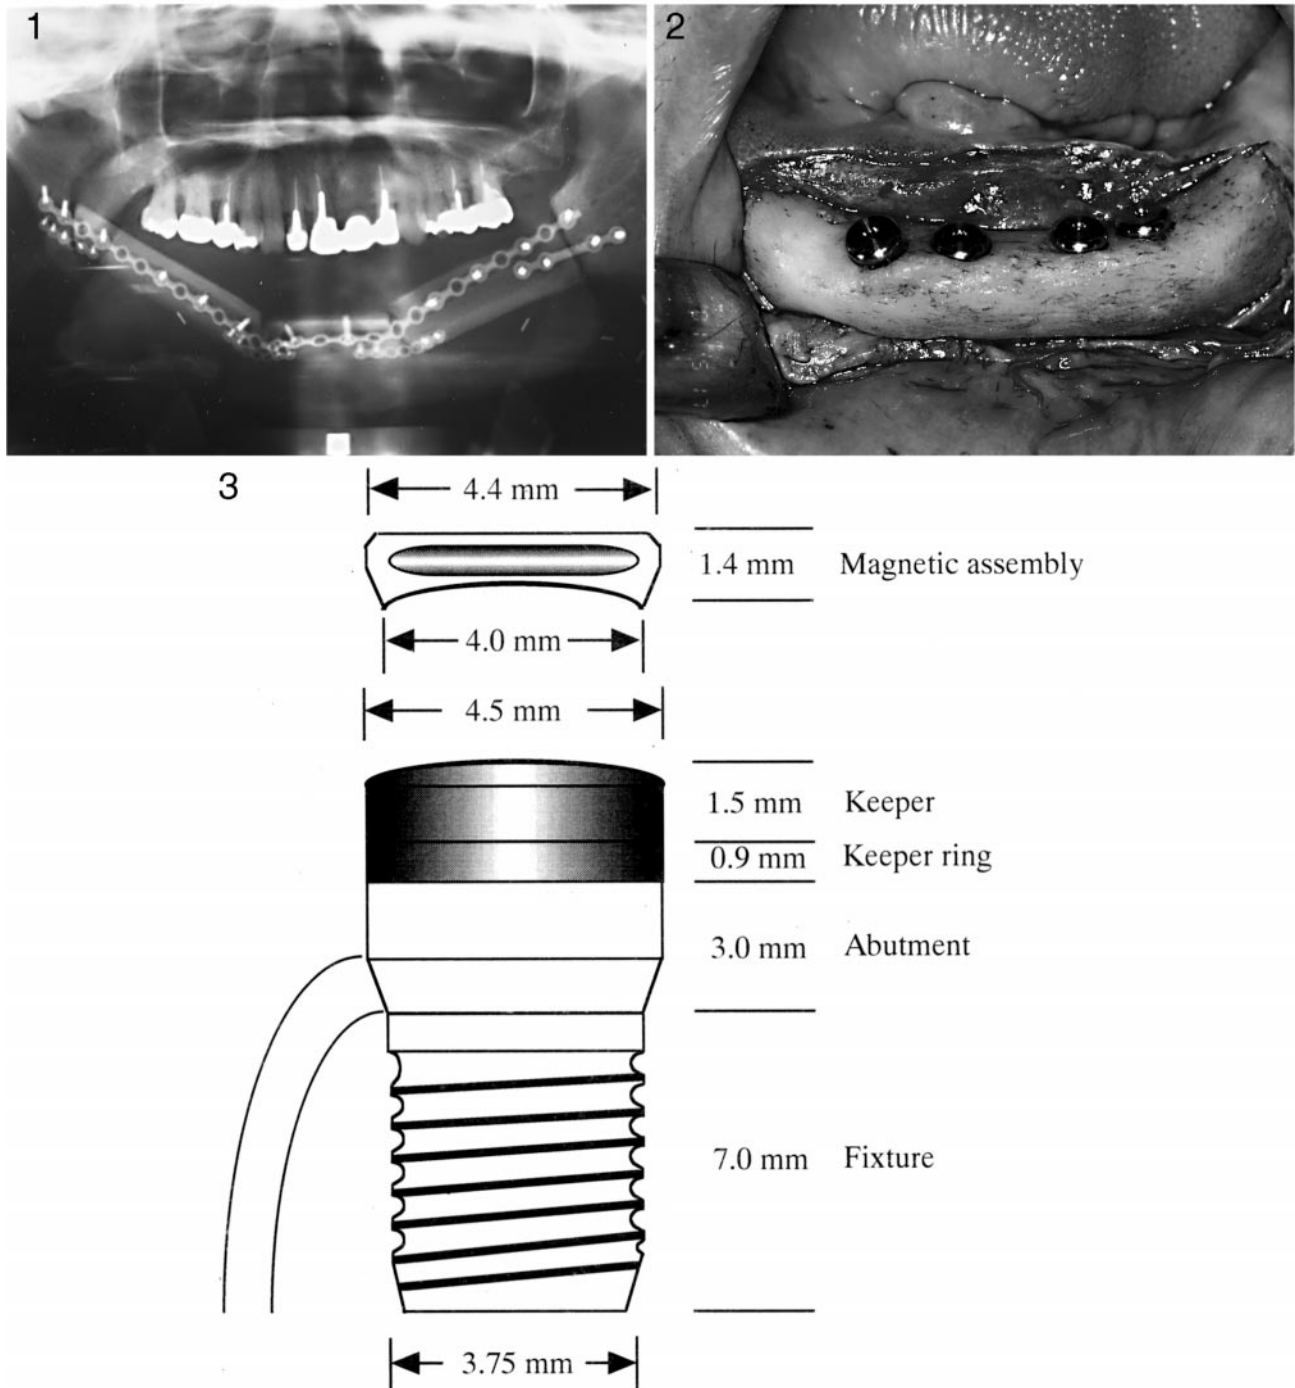 1
2
3
4.4 mm
1.4 mm Magnetic assembly
4.0 mm
4.5 mm
1.5 mm Keeper
0.9 mm Keeper ring
3.0 mm Abutment
7.0 mm Fixture
3.75 mm